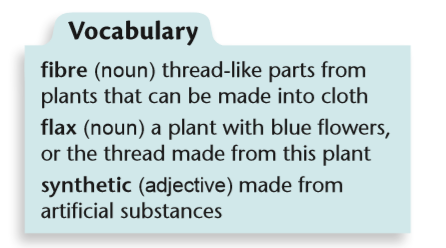 Vocabulary
fibre (noun) thread-like parts from
plants that can be made into cloth
flax (noun) a plant with blue flowers,
or the thread made from this plant
synthetic (adjective) made from
artificial substances